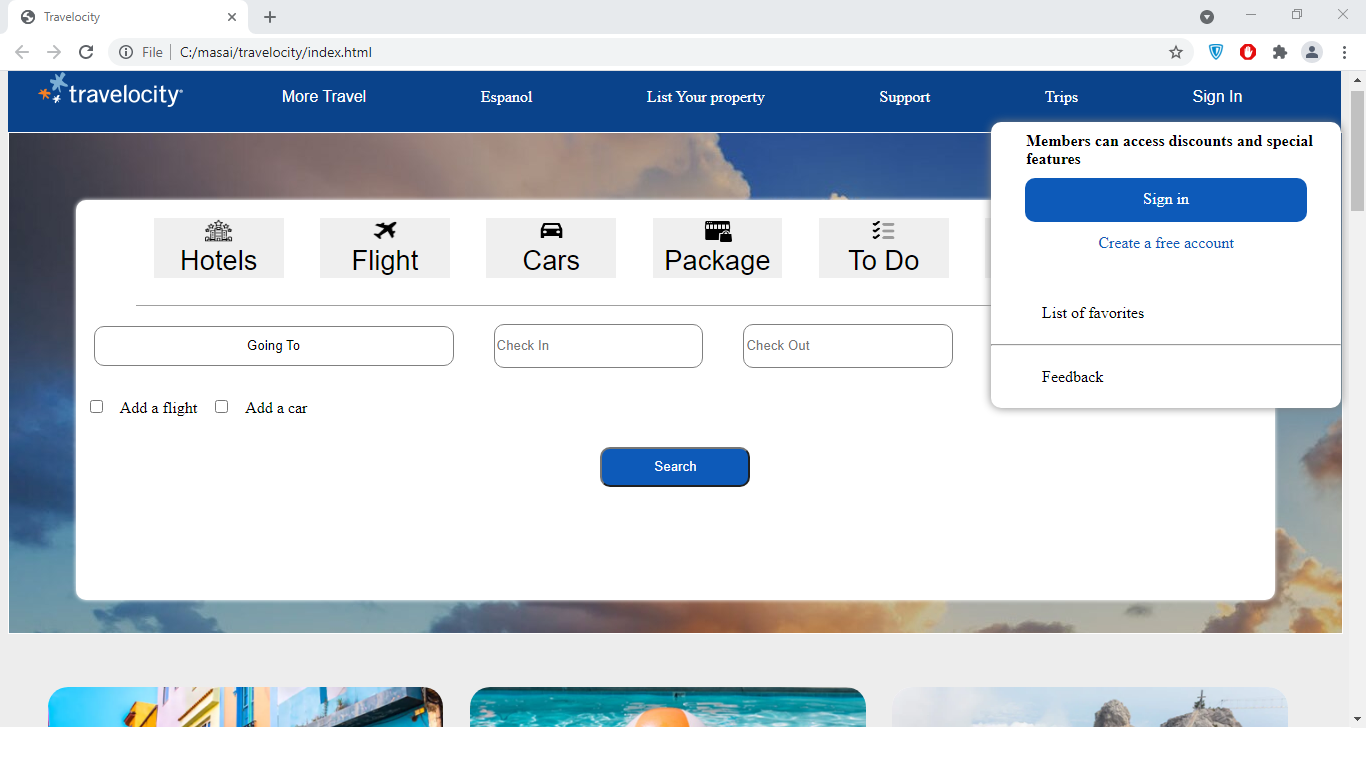 Travelocity
File
C:/masai/travelocity/index.html
travelocity®
More Travel
Espanol
List Your property
Support
Trips
Sign In
Members can access discounts and special
features
Sign in
Create a free account
List of favorites
Feedback
Hotels
Flight
Cars
Package
To Do
Going To
Check In
Check Out
Add a flight
Add a car
Search